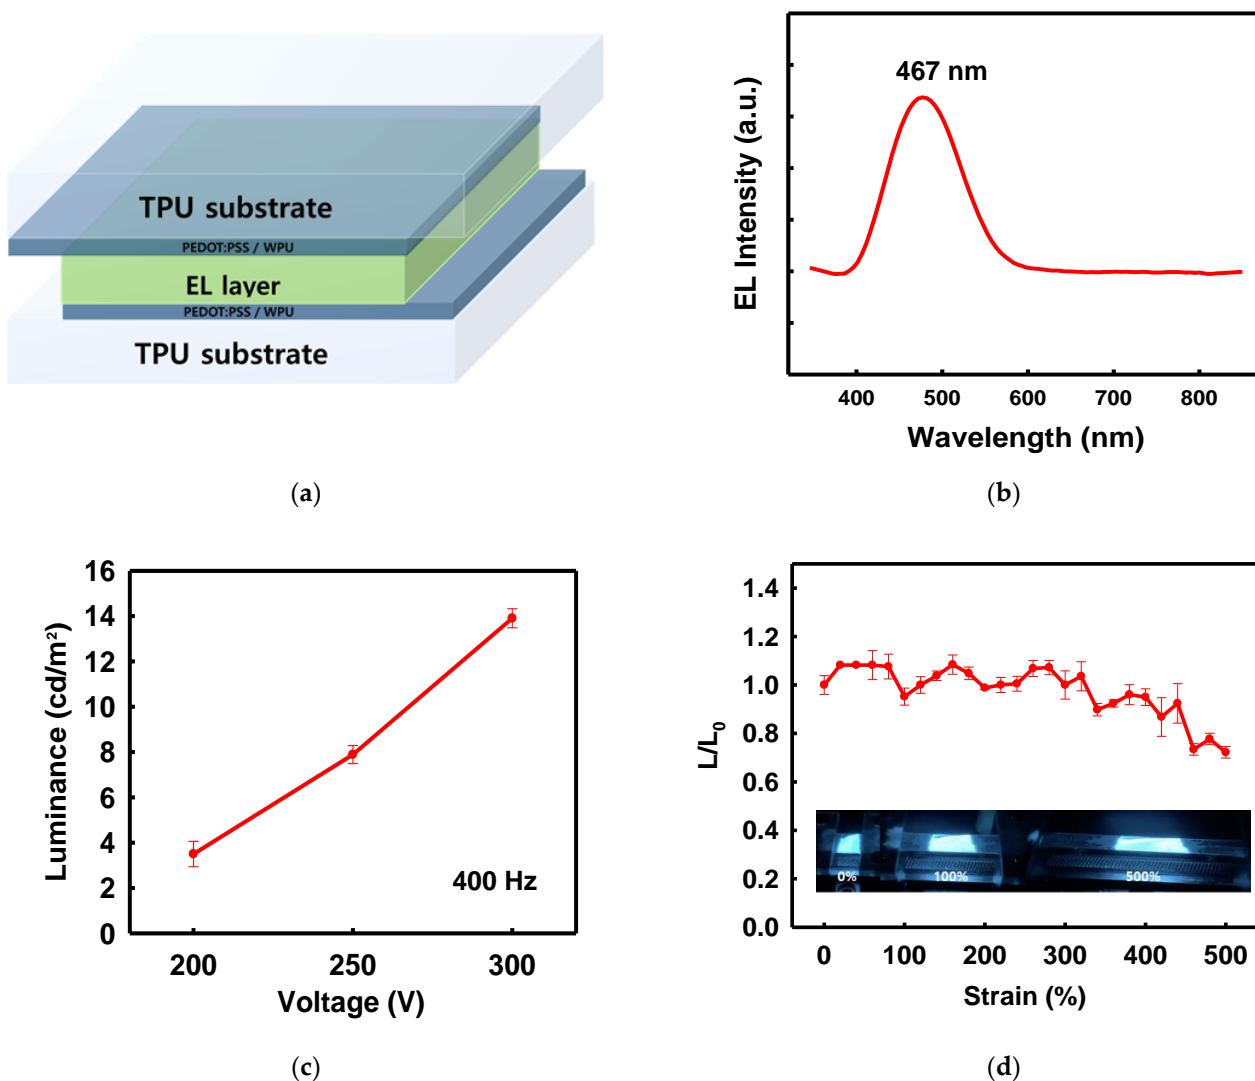 TPU substrate
PEDOT:PSS / WPU
EL layer
PEDOT:PSS / WPU
TPU substrate
(a)
467 nm
EL Intensity (a.u.)
400 500 600 700 800
Wavelength (nm)
(b)
16
14
12
10
8
6
4
2
0
Luminance (cd/m²)
400 Hz
200 250 300
Voltage (V)
(c)
1.4
1.2
1.0
0.8
0.6
0.4
0.2
0.0
L/L₀
0% 100% 500%
0 100 200 300 400 500
Strain (%)
(d)